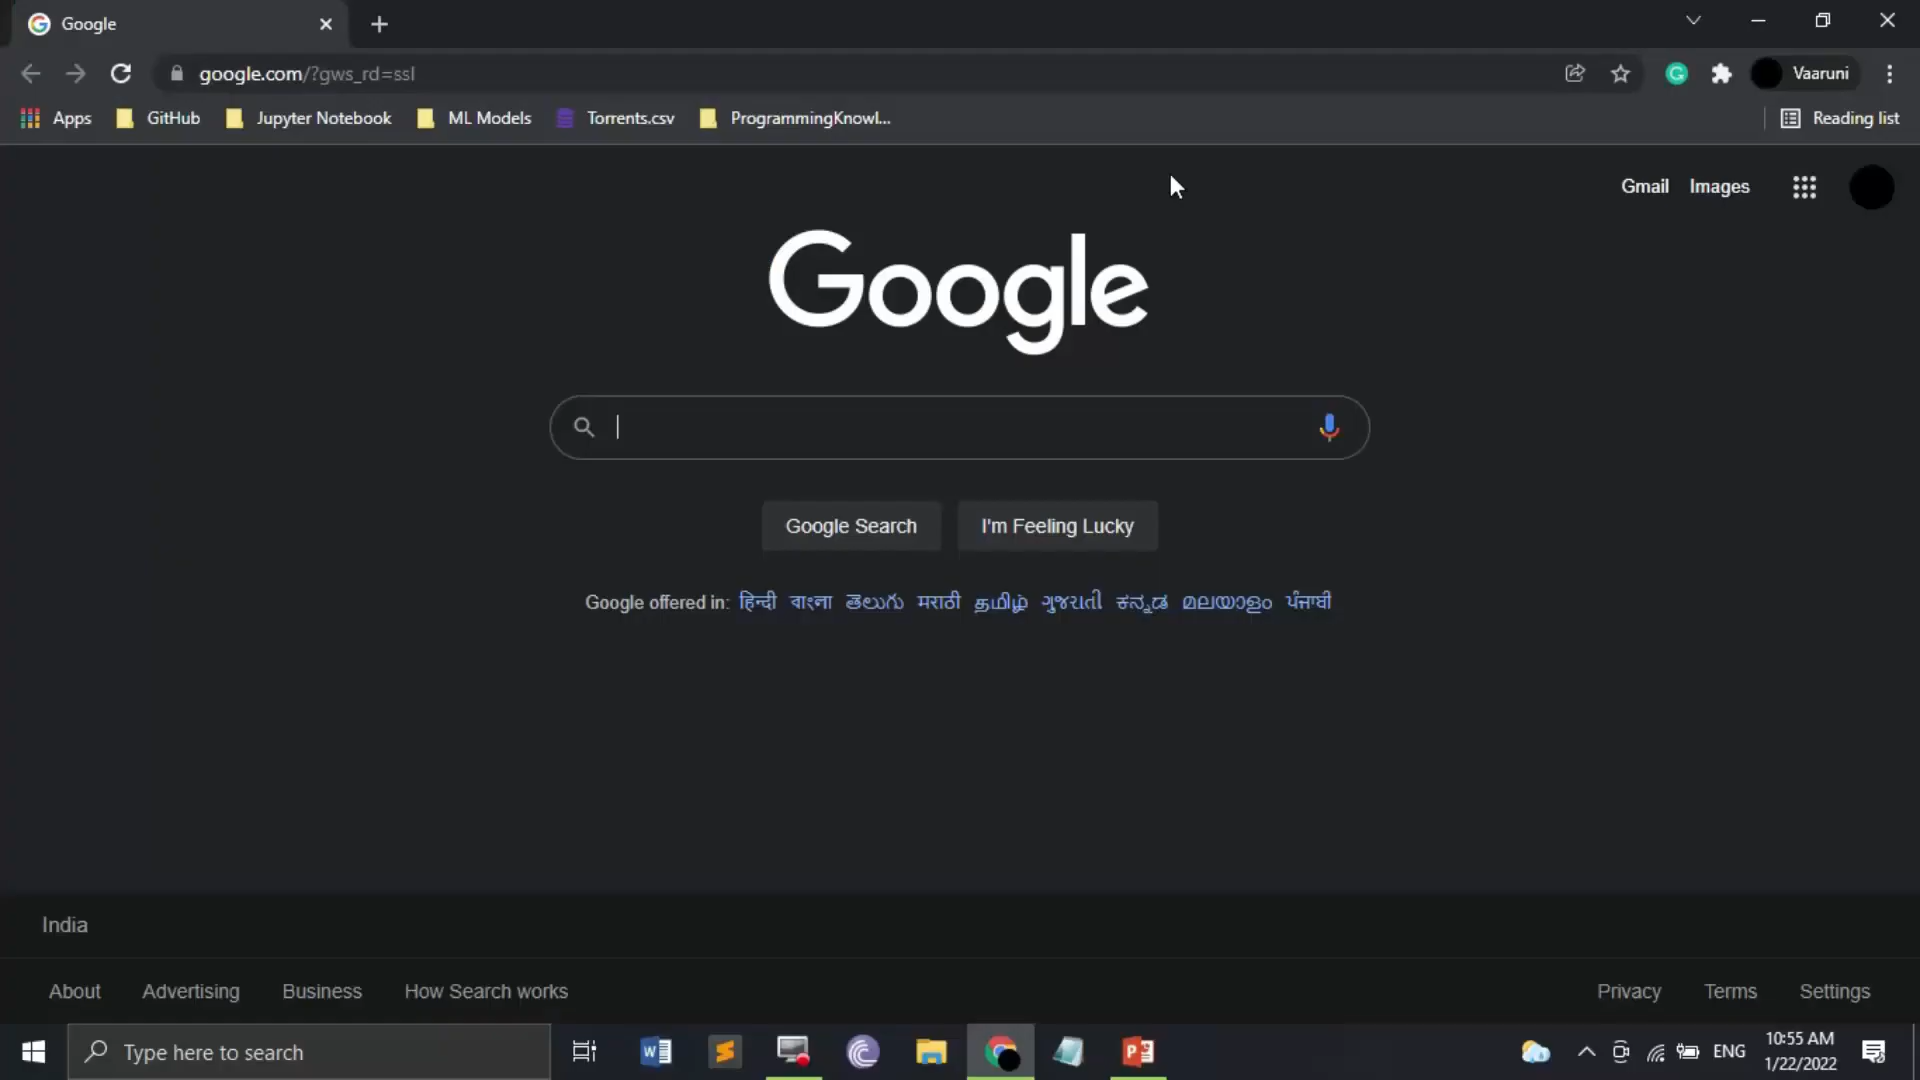 Google
google.com/?gws_rd=ssl
Vaaruni
Apps GitHub Jupyter Notebook ML Models Torrents.csv ProgrammingKnowl... Reading list
Gmail Images
Google
Google Search I'm Feeling Lucky
Google offered in: हिन्दी বাংলা తెలుగు मराठी தமிழ் ગુજરાતી ಕನ್ನಡ മലയാളം ਪੰਜਾਬੀ
India
About Advertising Business How Search works Privacy Terms Settings
Type here to search ENG 10:55 AM
1/22/2022